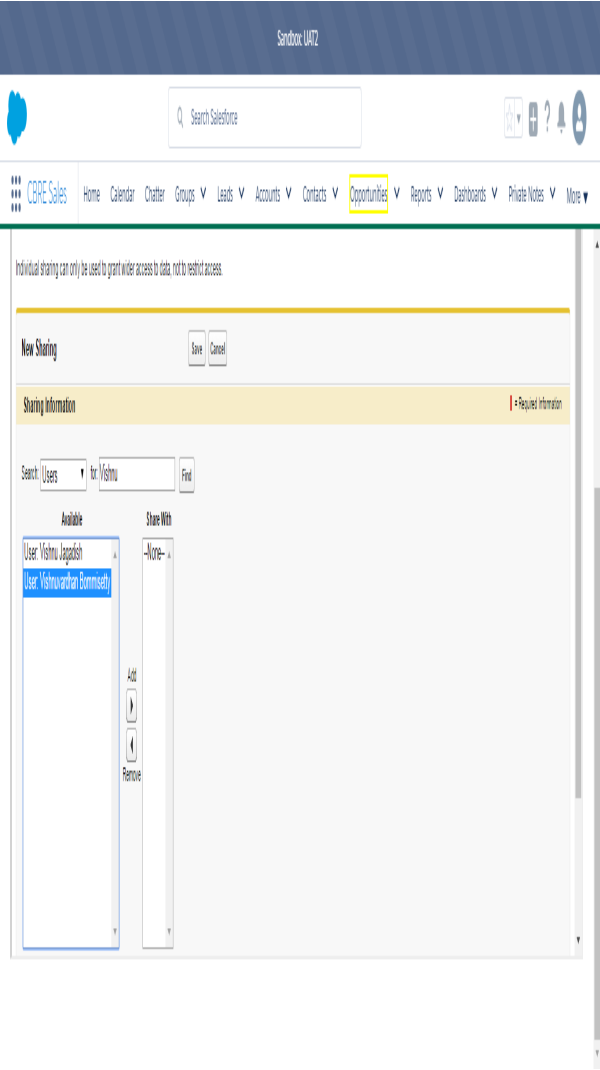 Sandbox: UAT2
Search Salesforce
CBRE Sales Home Calendar Chatter Groups Leads Accounts Contacts Opportunities Reports Dashboards Private Notes More
Individual sharing can only be used to grant wider access to data, not to restrict access.
New Sharing Save Cancel
Sharing Information = Required Information
Search: Users for: Vishnu Find
Available Share With
User: Vishnu Jagadish --None--
User: Vishnuvardhan Bommisetty
Add
Remove